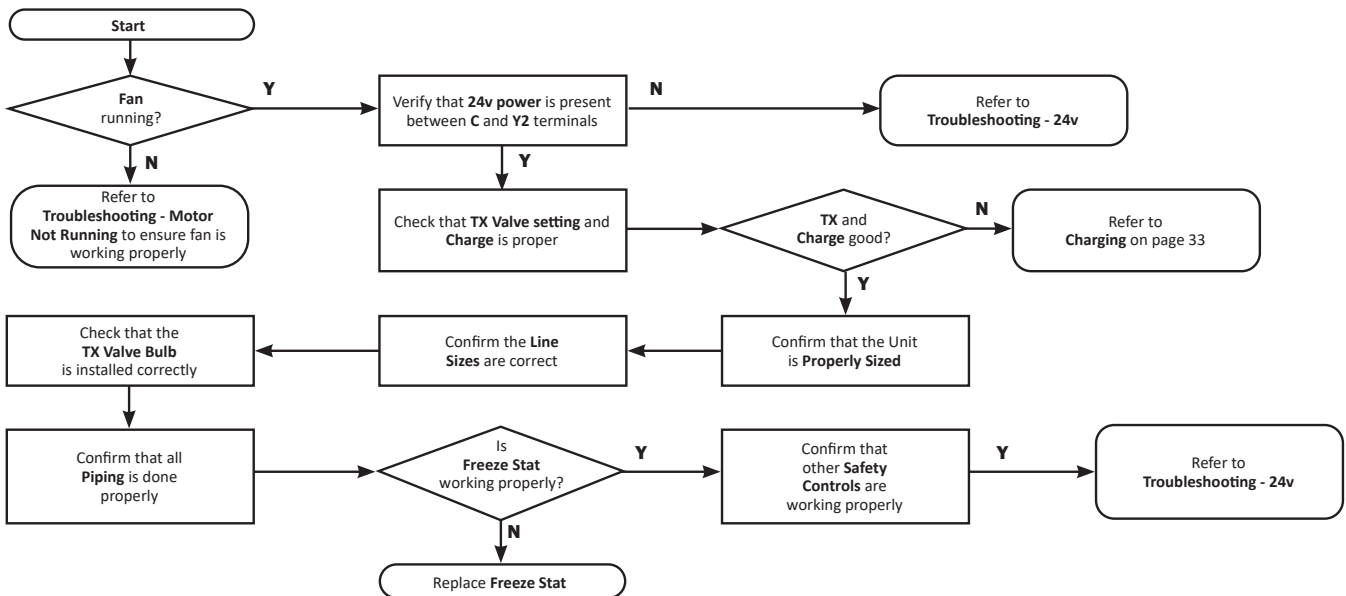 Start
Fan
running?
Y
Verify that 24v power is present
between C and Y2 terminals
N
Refer to
Troubleshooting - 24v
N
Refer to
Troubleshooting - Motor
Not Running to ensure fan is
working properly
Y
Check that TX Valve setting and
Charge is proper
TX and
Charge good?
N
Refer to
Charging on page 33
Y
Confirm that the Unit
is Properly Sized
Confirm the Line
Sizes are correct
Check that the
TX Valve Bulb
is installed correctly
Confirm that all
Piping is done
properly
Is
Freeze Stat
working properly?
Y
Confirm that
other Safety
Controls are
working properly
Y
Refer to
Troubleshooting - 24v
N
Replace Freeze Stat